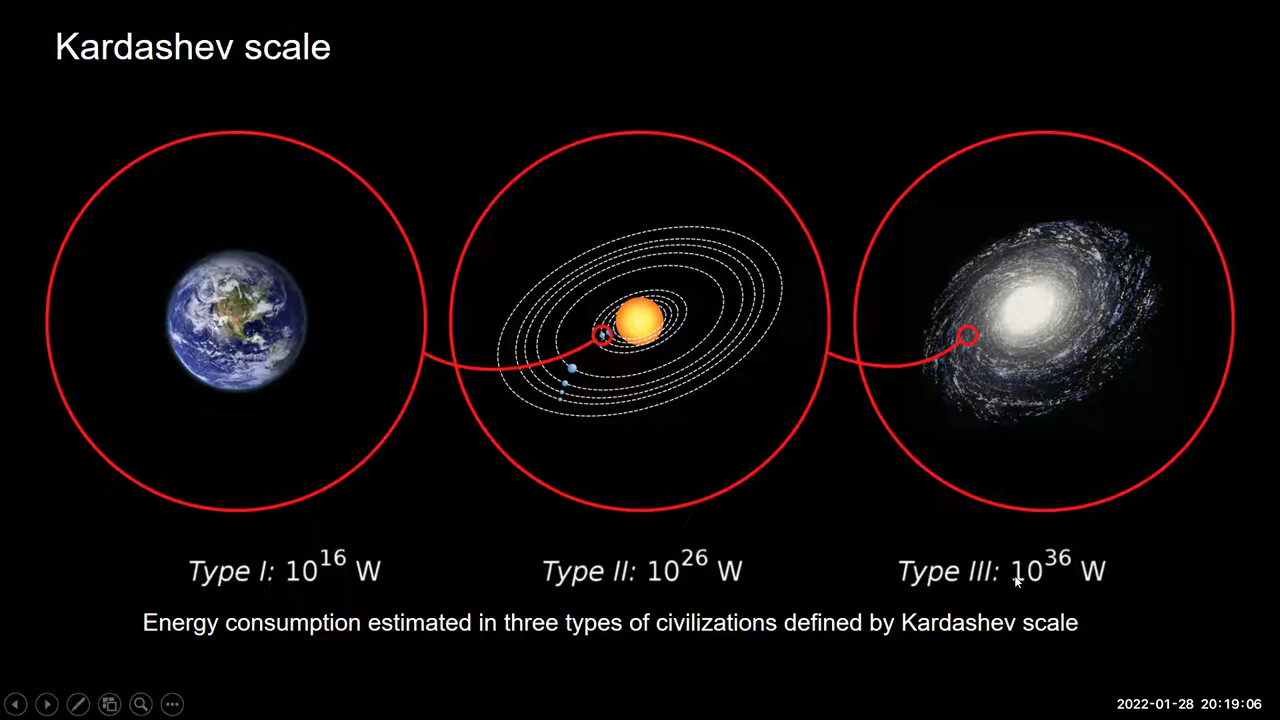 Kardashev scale
Type I: 10^16 W
Type II: 10^26 W
Type III: 10^36 W
Energy consumption estimated in three types of civilizations defined by Kardashev scale
2022-01-28 20:19:06